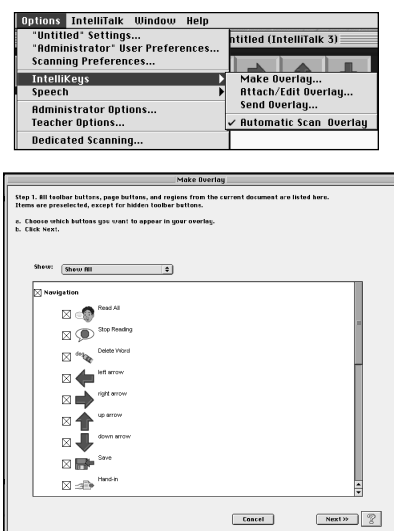 Options IntelliTalk Window Help
"Untitled" Settings...
"Administrator" User Preferences...
Scanning Preferences...
ntitled (IntelliTalk 3)
IntelliKeys
Speech
Make Overlay...
Attach/Edit Overlay...
Send Overlay...
✓ Automatic Scan Overlay
Administrator Options...
Teacher Options...
Dedicated Scanning...
Make Overlay
Step 1. All toolbar buttons, page buttons, and regions from the current document are listed here.
Items are preselected, except for hidden toolbar buttons.
a. Choose which buttons you want to appear in your overlay.
b. Click Next.
Show: Show All
Navigation
Read All
Stop Reading
Delete Word
left arrow
right arrow
up arrow
down arrow
Save
Hand-in
Cancel
Next >>
?